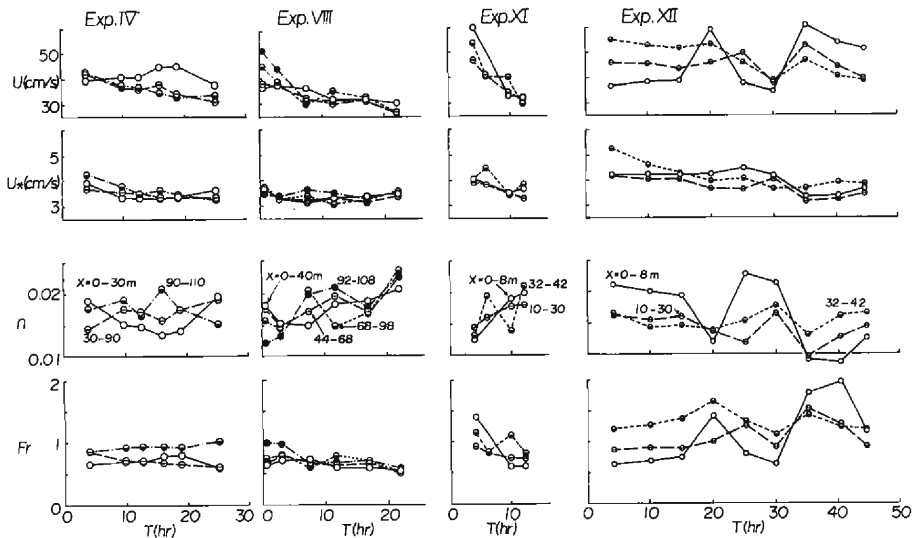 Exp.IV Exp.VIII Exp.XI Exp.XII
50
U(cm/s)
30
5
U*(cm/s)
3
X=0-30m 90-110 X=0-40m 92-108 X=0-8m 32-42 X=0-8m
0.02
n
10-30 10-30 32-42
30-90 44-68 68-98
0.01
2
Fr
1
0
0 10 20 30 0 10 20 0 10 0 10 20 30 40 50
T(hr) T(hr) T(hr) T(hr)